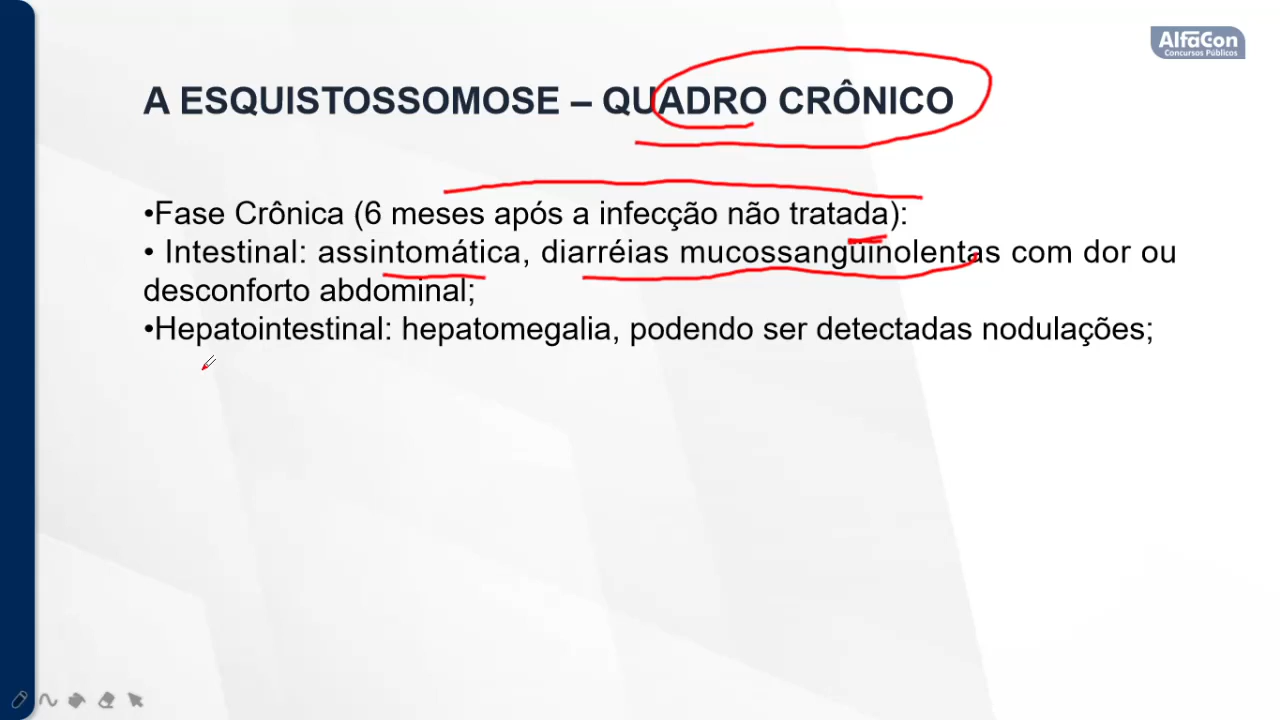 AlfaCon
Concursos Públicos
A ESQUISTOSSOMOSE – QUADRO CRÔNICO
•Fase Crônica (6 meses após a infecção não tratada):
• Intestinal: assintomática, diarréias mucossangüinolentas com dor ou
desconforto abdominal;
•Hepatointestinal: hepatomegalia, podendo ser detectadas nodulações;